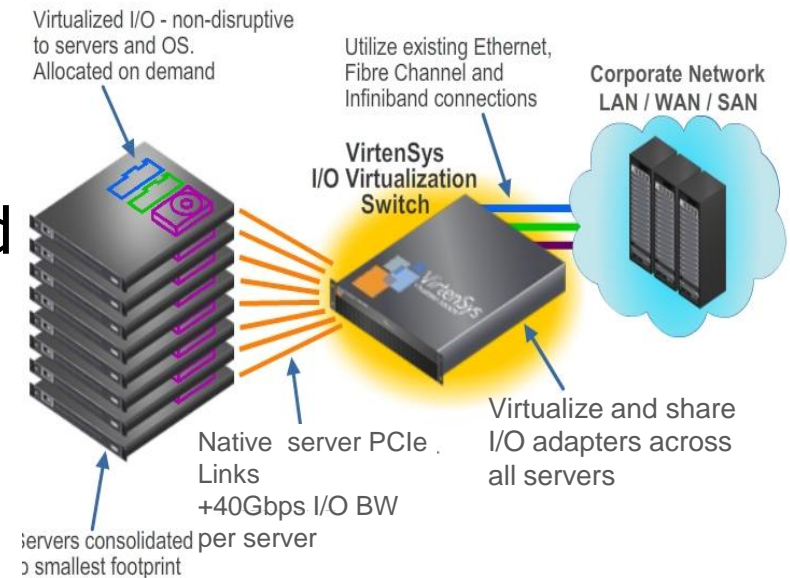 Virtualized I/O - non-disruptive
to servers and OS.
Allocated on demand
Utilize existing Ethernet,
Fibre Channel and
Infiniband connections
Corporate Network
LAN / WAN / SAN
VirtenSys
I/O Virtualization
Switch
d
VirtenSys
Native server PCIe
Links
+40Gbps I/O BW
per server
Virtualize and share
I/O adapters across
all servers
Servers consolidated
o smallest footprint